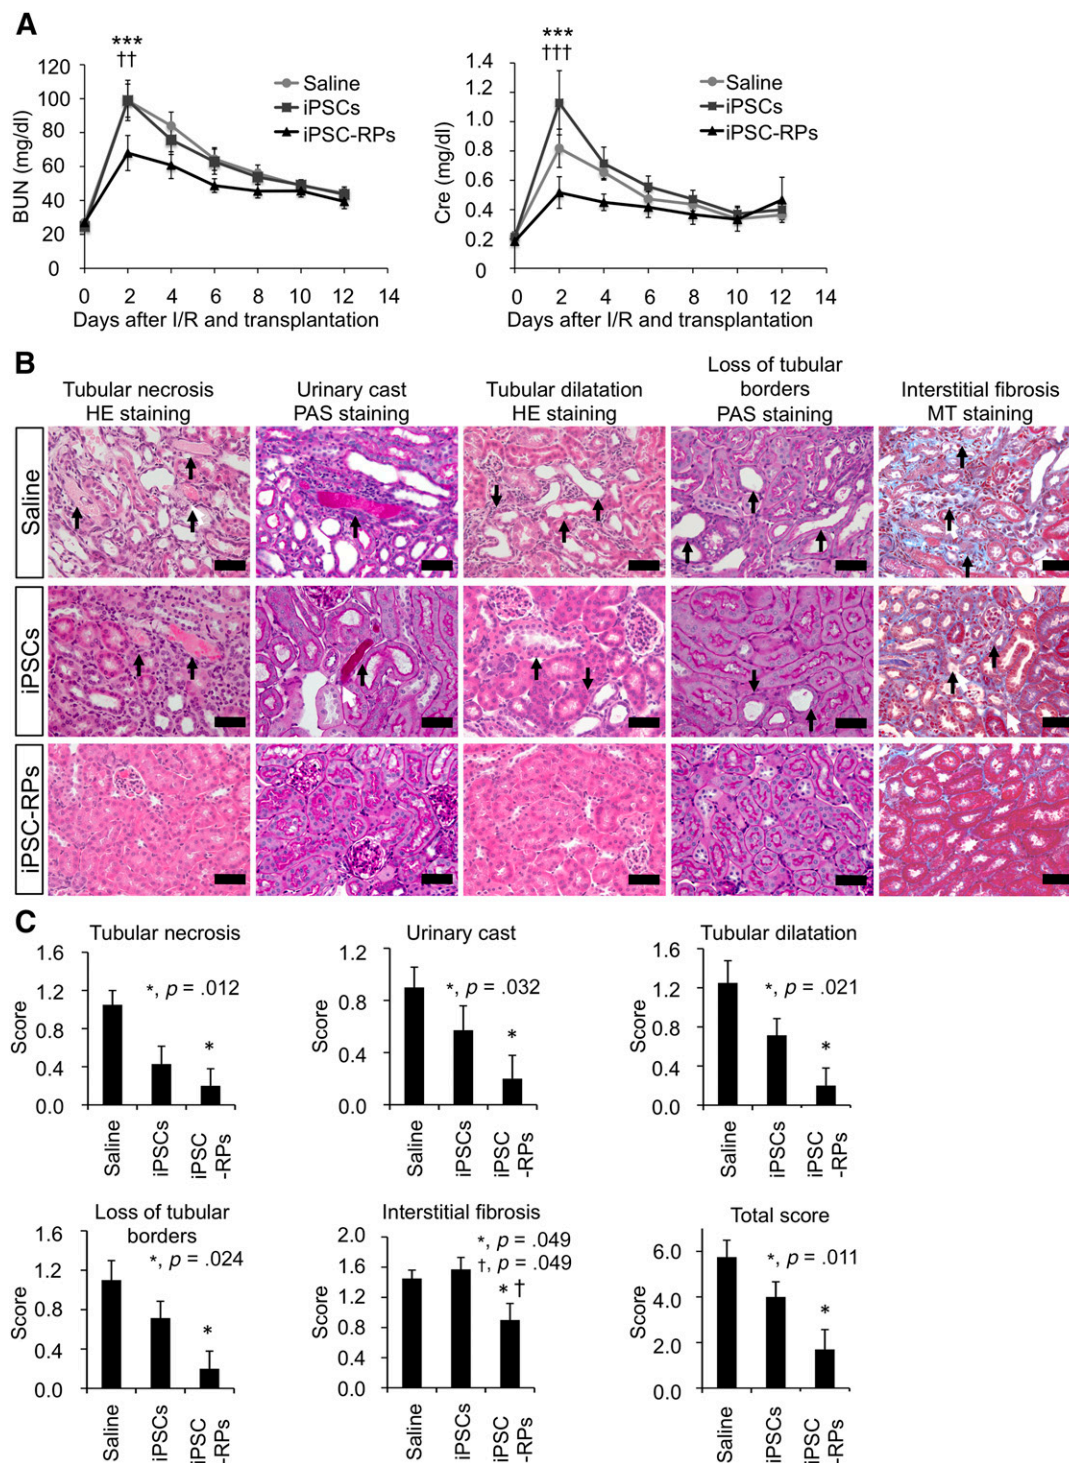 A
***
††
120
100
80
60
40
20
0
BUN (mg/dl)
Saline
iPSCs
iPSC-RPs
0 2 4 6 8 10 12 14
Days after I/R and transplantation
***
†††
1.4
1.2
1.0
0.8
0.6
0.4
0.2
0
Cre (mg/dl)
Saline
iPSCs
iPSC-RPs
0 2 4 6 8 10 12 14
Days after I/R and transplantation
B
Tubular necrosis
HE staining
Urinary cast
PAS staining
Tubular dilatation
HE staining
Loss of tubular
borders
PAS staining
Interstitial fibrosis
MT staining
Saline
iPSCs
iPSC-RPs
C
Tubular necrosis
1.6
1.2
0.8
0.4
0.0
Score
*, p = .012
*
Saline
iPSCs
iPSC
-RPs
Urinary cast
1.2
0.8
0.4
0.0
Score
*, p = .032
*
Saline
iPSCs
iPSC
-RPs
Tubular dilatation
1.6
1.2
0.8
0.4
0.0
Score
*, p = .021
*
Saline
iPSCs
iPSC
-RPs
Loss of tubular
borders
1.6
1.2
0.8
0.4
0.0
Score
*, p = .024
*
Saline
iPSCs
iPSC
-RPs
Interstitial fibrosis
2.0
1.6
1.2
0.8
0.4
0.0
Score
*, p = .049
†, p = .049
* †
Saline
iPSCs
iPSC
-RPs
Total score
6.0
4.0
2.0
0.0
Score
*, p = .011
*
Saline
iPSCs
iPSC
-RPs